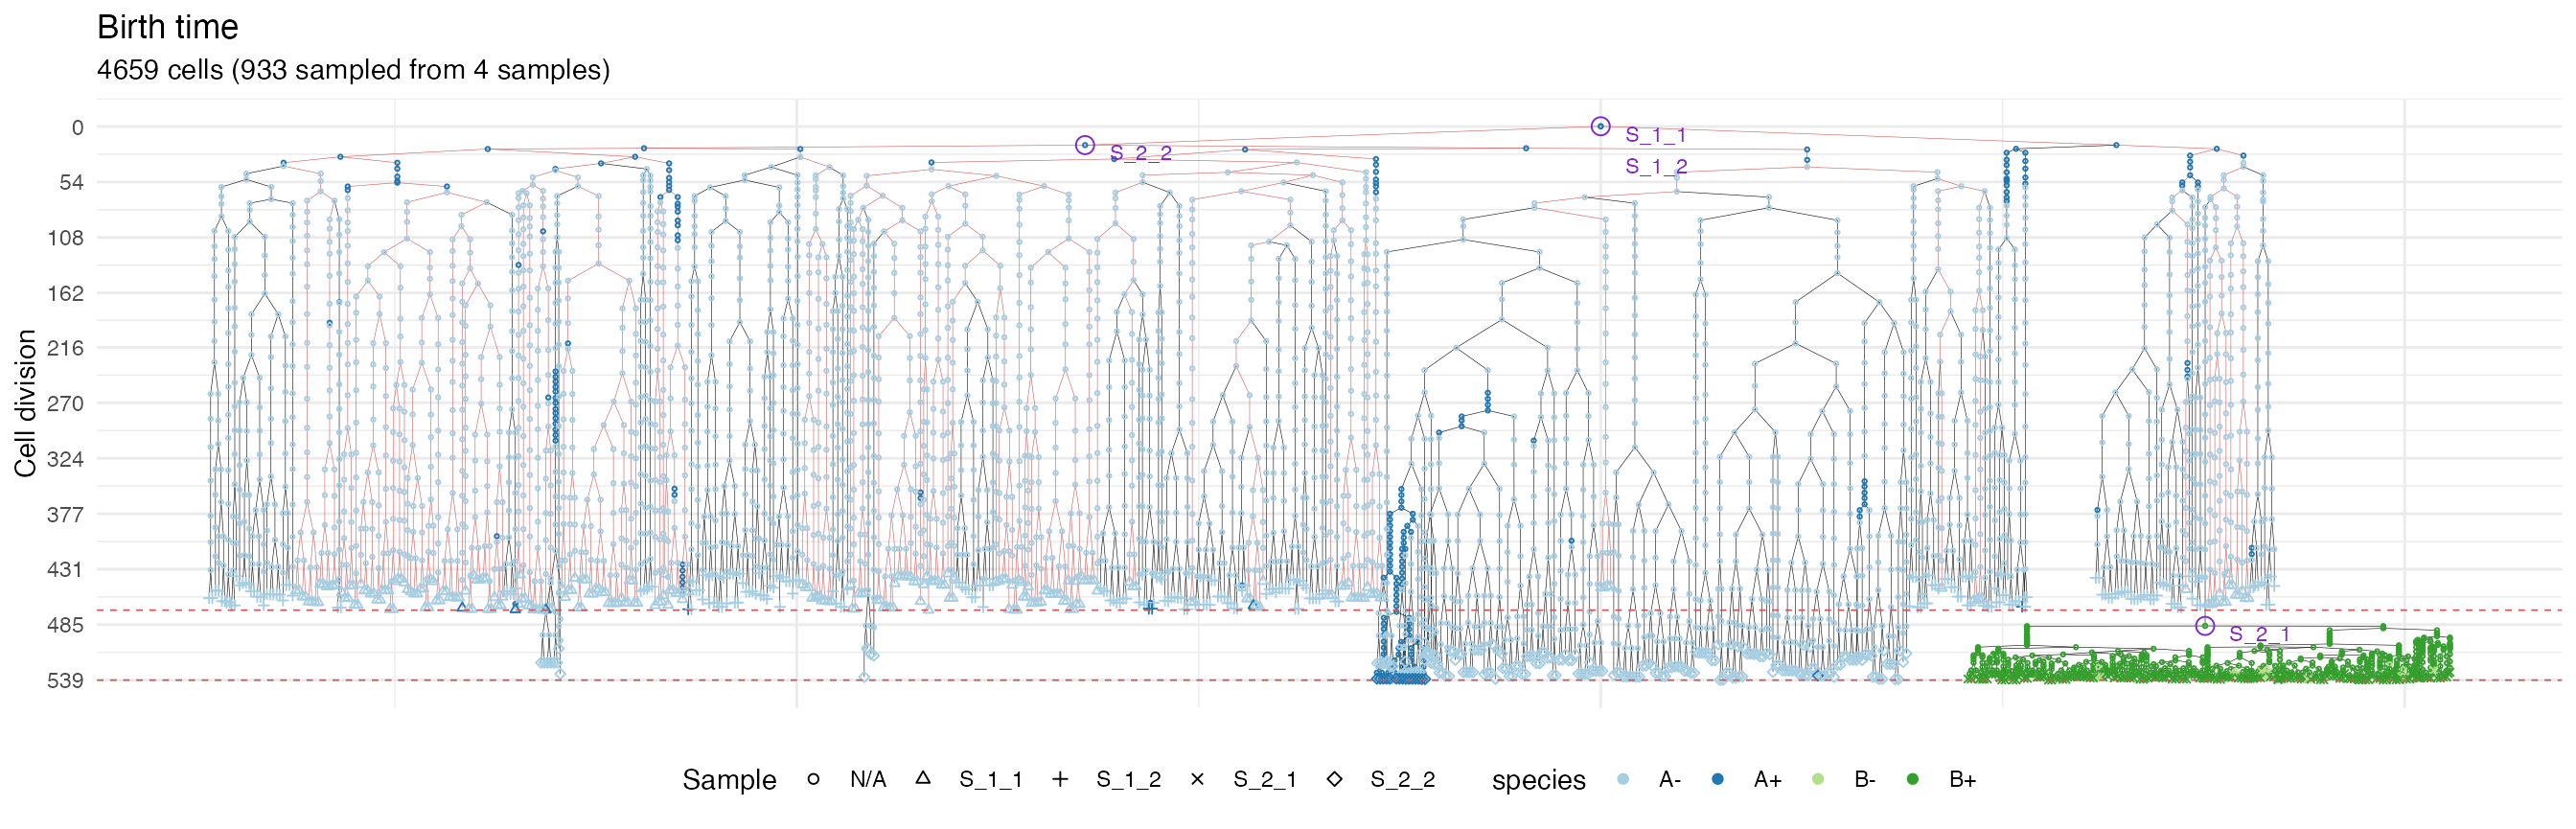 Birth time
4659 cells (933 sampled from 4 samples)
Cell division
0
54
108
162
216
270
324
377
431
485
539
S_1_1
S_2_2
S_1_2
S_2_1
Sample N/A S_1_1 S_1_2 S_2_1 S_2_2 species A- A+ B- B+